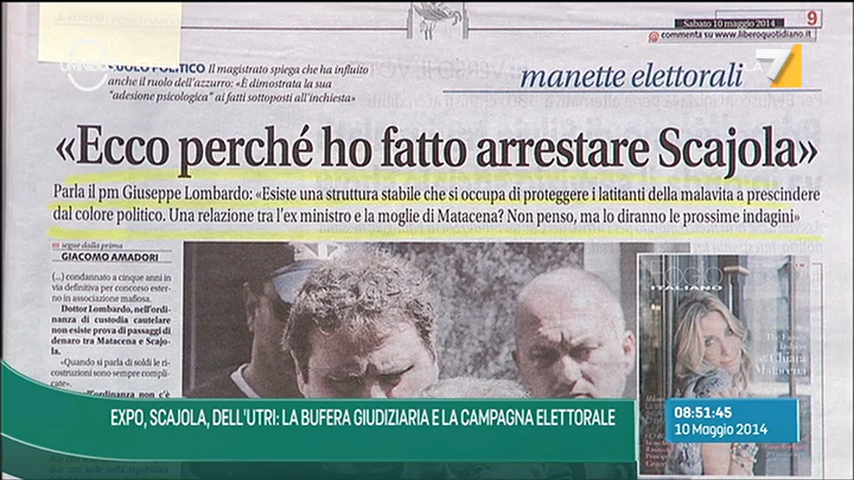 Sabato 10 maggio 2014
9
@ commenta su www.liberoquotidiano.it
LA 7
UOLO POLITICO Il magistrato spiega che ha influito
anche il ruolo dell'azzurro: «È dimostrata la sua
"adesione psicologica" ai fatti sottoposti all'inchiesta»
manette elettorali
«Ecco perché ho fatto arrestare Scajola»
Parla il pm Giuseppe Lombardo: «Esiste una struttura stabile che si occupa di proteggere i latitanti della malavita a prescindere
dal colore politico. Una relazione tra l'ex ministro e la moglie di Matacena? Non penso, ma lo diranno le prossime indagini»
segue dalla prima
GIACOMO AMADORI
(...) condannato a cinque anni in
via definitiva per concorso ester-
no in associazione mafiosa.
Dottor Lombardo, nell'ordi-
nanza di custodia cautelare
non esiste prova di passaggi di
denaro tra Matacena e Scajo-
la.
«Quando si parla di soldi le ri-
costruzioni sono sempre compli-
cate».
ITALIANO
Chiara
EXPO, SCAJOLA, DELL'UTRI: LA BUFERA GIUDIZIARIA E LA CAMPAGNA ELETTORALE
08:51:45
10 Maggio 2014